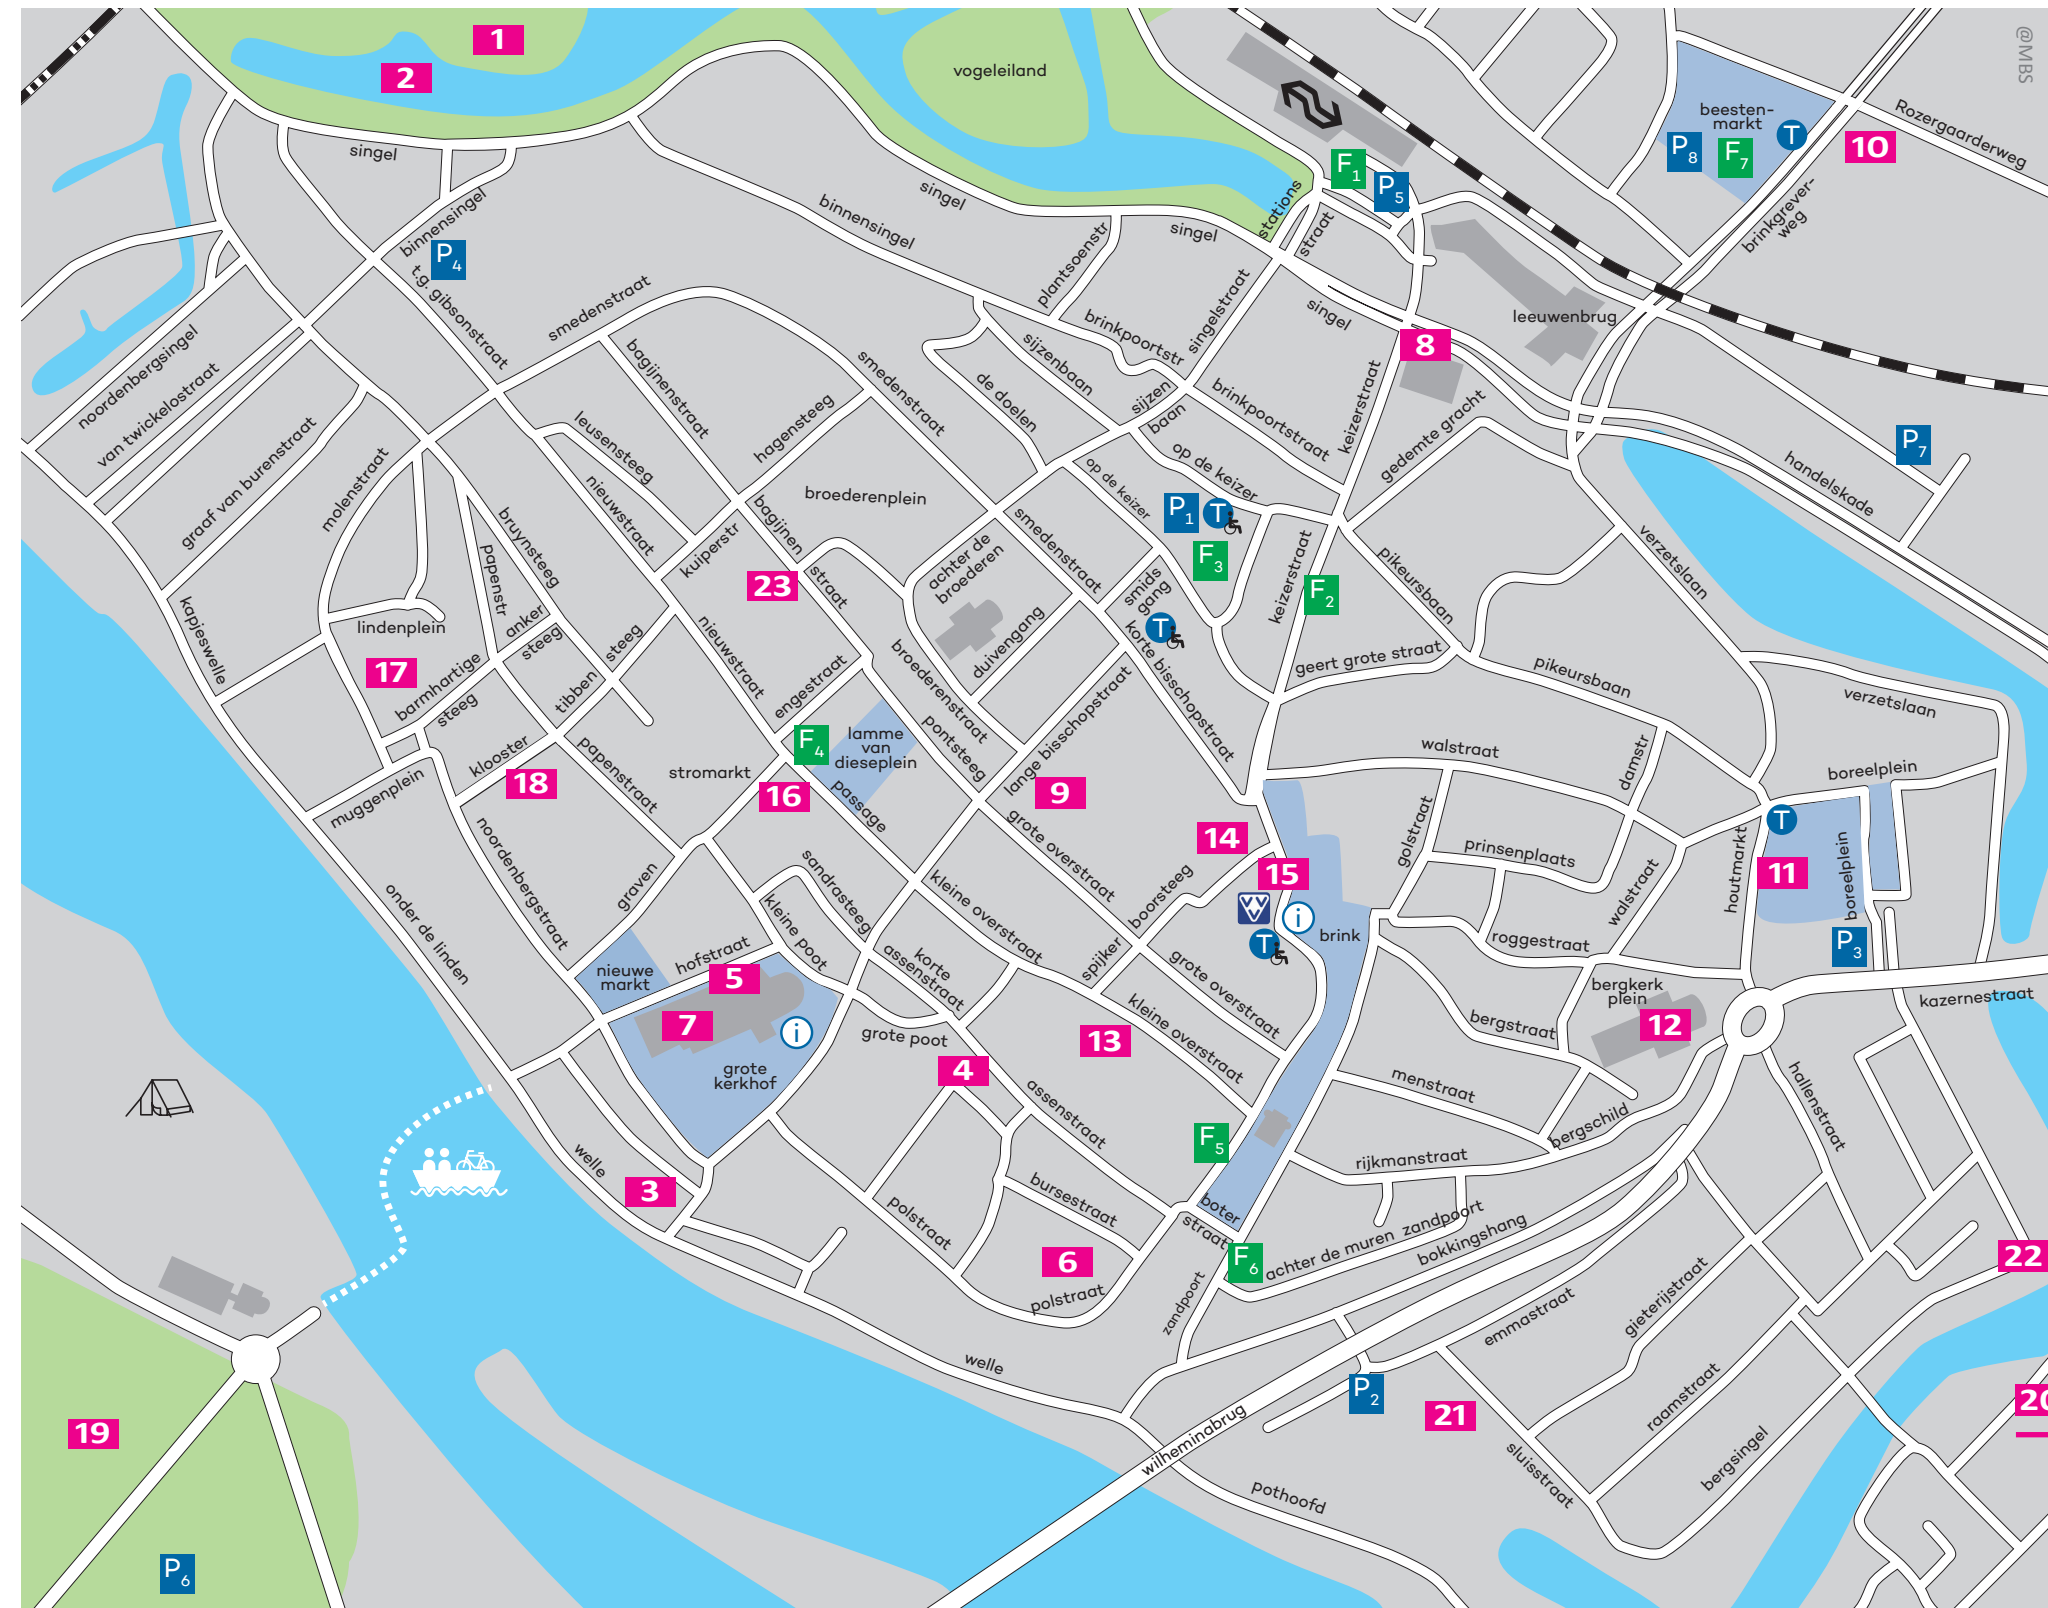 @MBS
1
2
vogeleiland
beesten-
markt
T
P8
F7
10
Rozergaarderweg
brinkgrever-
weg
F1
P5
singel
binnensingel
P4
t.g. gibsonstraat
singel
binnensingel
plantsoenstr
singel
stations
straat
singelstraat
singel
leeuwenbrug
8
noordenbergsingel
van twickelostraat
graaf van burenstraat
molenstraat
smedenstraat
bagijnenstraat
leusensteeg
nieuwstraat
hagensteeg
smedenstraat
brinkpoortstr
sijzenbaan
de doelen
sijzen
baan
brinkpoortstraat
keizerstraat
gedemte gracht
P7
handelskade
op de keizer
op de keizer
P1
T
F3
broederenplein
bagijnen
straat
kuiperstr
23
achter de
broederen
smedenstraat
smids
gang
T
duivengang
korte bisschopstraat
keizerstraat
F2
pikeursbaan
verzetslaan
geert grote straat
pikeursbaan
verzetslaan
kapjeswelle
bruynsteeg
papenstr
anker
steeg
lindenplein
17
barmhartige
steeg
tibben
steeg
nieuwstraat
engestraat
F4
lamme
van
dieseplein
passage
broederenstraat
pontsteeg
lange bisschopstraat
9
walstraat
damstr
boreelplein
T
11
boreelplein
houtmarkt
P3
muggenplein
klooster
18
papenstraat
stromarkt
16
grote overstraat
14
15
golstraat
prinsenplaats
walstraat
roggestraat
noordenbergstraat
graven
sandrasteeg
kleine poot
kleine overstraat
boorsteeg
spijker
i
T
brink
onder de linden
nieuwe
markt
hofstraat
5
7
i
grote
kerkhof
korte
assenstraat
grote poot
4
13
grote overstraat
kleine overstraat
bergstraat
bergkerk
plein
12
kazernestraat
hallenstraat
menstraat
bergschild
assenstraat
F5
rijkmanstraat
welle
3
polstraat
bursestraat
6
polstraat
boter
straat
F6
zandpoort
achter de muren zandpoort
bokkingshang
22
emmastraat
gieterijstraat
raamstraat
bergsingel
sluisstraat
P2
21
20
welle
wilheminabrug
pothoofd
19
P6